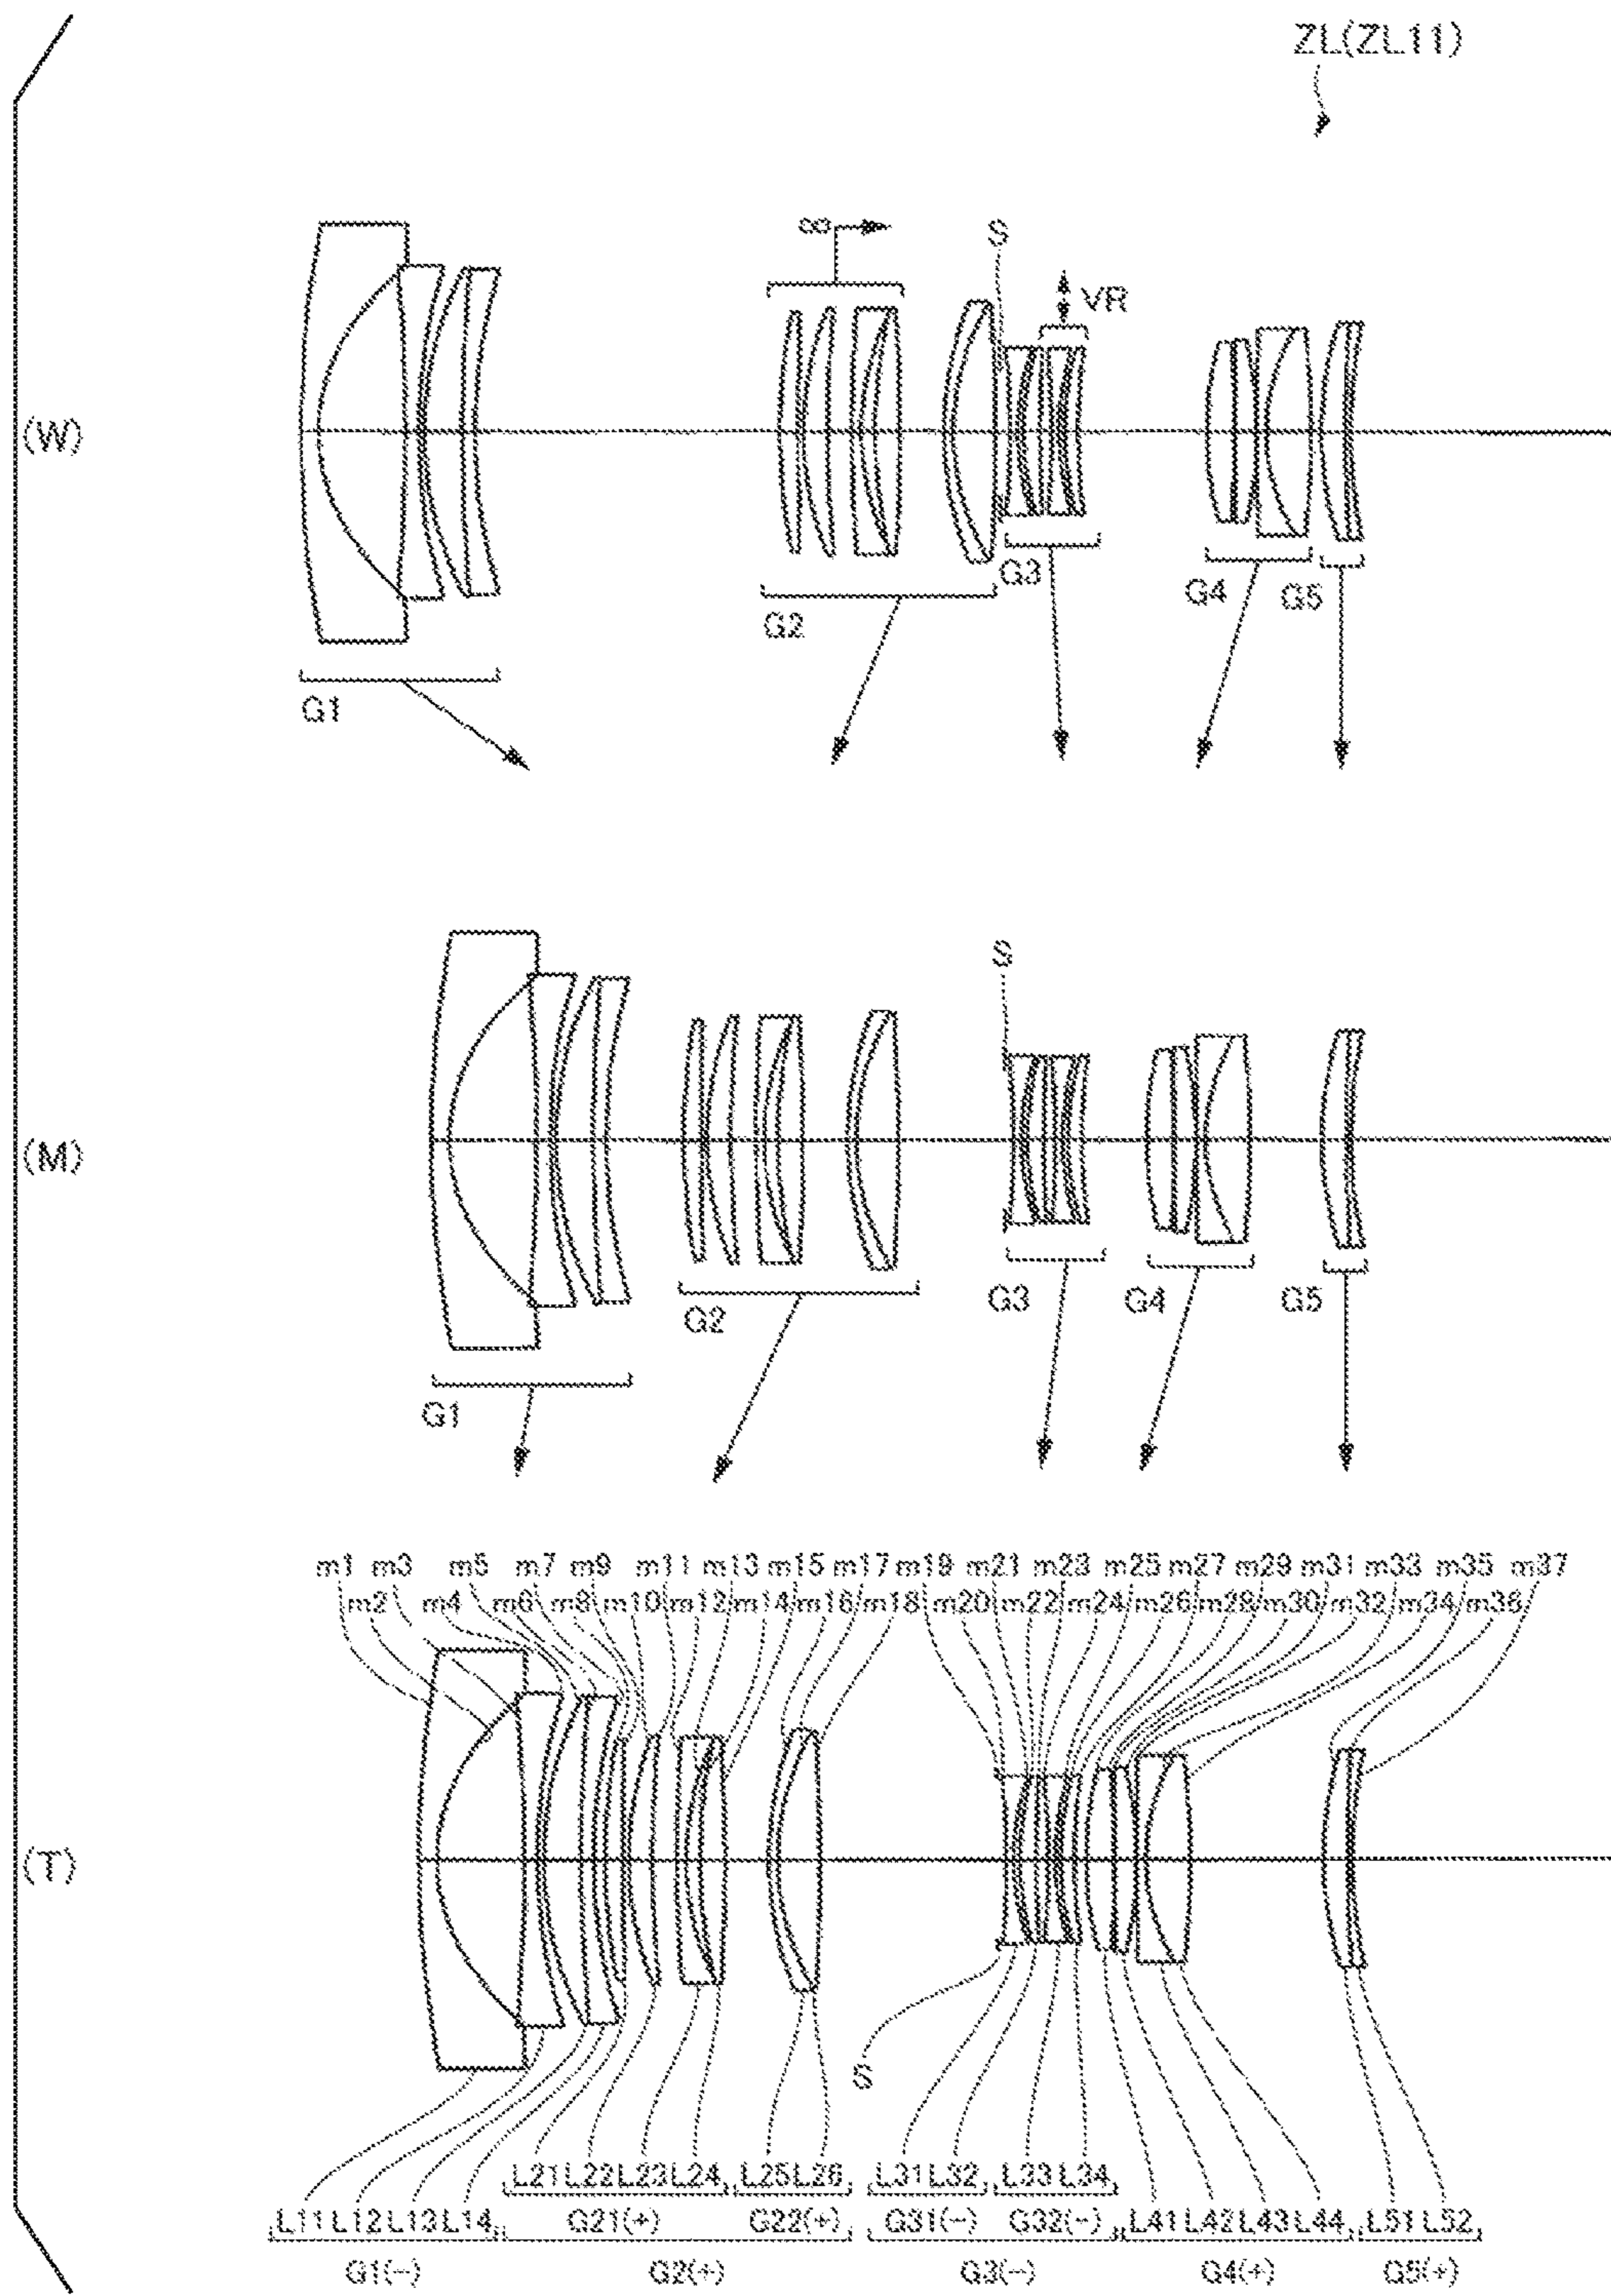 ZL(ZL11)
∞
S
VR
(W)
G3
G4
G5
G2
G1
S
(M)
G3
G4
G5
G2
G1
m1 m3 m5 m7 m9 m11 m13 m15 m17 m19 m21 m23 m25 m27 m29 m31 m33 m35 m37
m2 m4 m6 m8 m10 m12 m14 m16 m18 m20 m22 m24 m26 m28 m30 m32 m34 m36
(T)
S
L21 L22 L23 L24 L25 L26 L31 L32 L33 L34
L11 L12 L13 L14 G21(+) G22(+) G31(-) G32(-) L41 L42 L43 L44 L51 L52
G1(-) G2(+) G3(-) G4(+) G5(+)